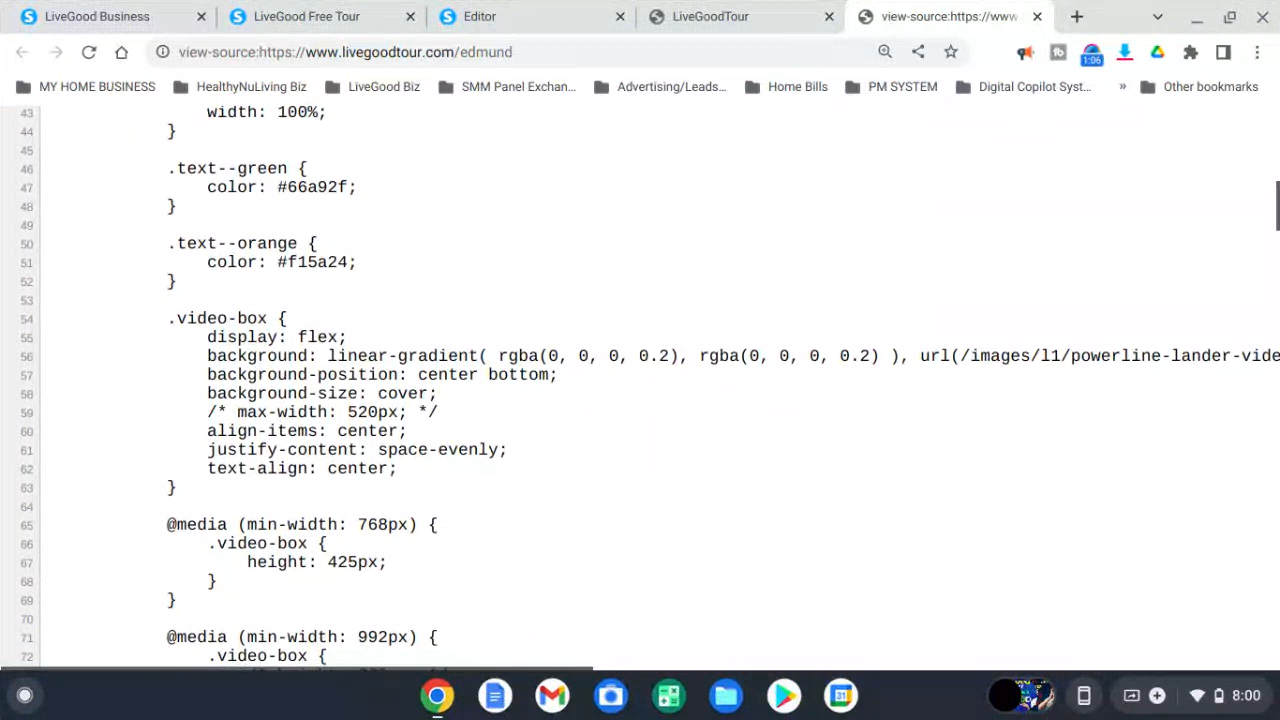 LiveGood Business
LiveGood Free Tour
Editor
LiveGoodTour
view-source:https://www
view-source:https://www.livegoodtour.com/edmund
1:06
MY HOME BUSINESS
HealthyNuLiving Biz
LiveGood Biz
SMM Panel Exchan...
Advertising/Leads...
Home Bills
PM SYSTEM
Digital Copilot Syst...
»
Other bookmarks
43 width: 100%;
44 }
45
46 .text--green {
47 color: #66a92f;
48 }
49
50 .text--orange {
51 color: #f15a24;
52 }
53
54 .video-box {
55 display: flex;
56 background: linear-gradient( rgba(0, 0, 0, 0.2), rgba(0, 0, 0, 0.2) ), url(/images/l1/powerline-lander-vide
57 background-position: center bottom;
58 background-size: cover;
59 /* max-width: 520px; */
60 align-items: center;
61 justify-content: space-evenly;
62 text-align: center;
63 }
64
65 @media (min-width: 768px) {
66 .video-box {
67 height: 425px;
68 }
69 }
70
71 @media (min-width: 992px) {
72 .video-box {
31
8:00